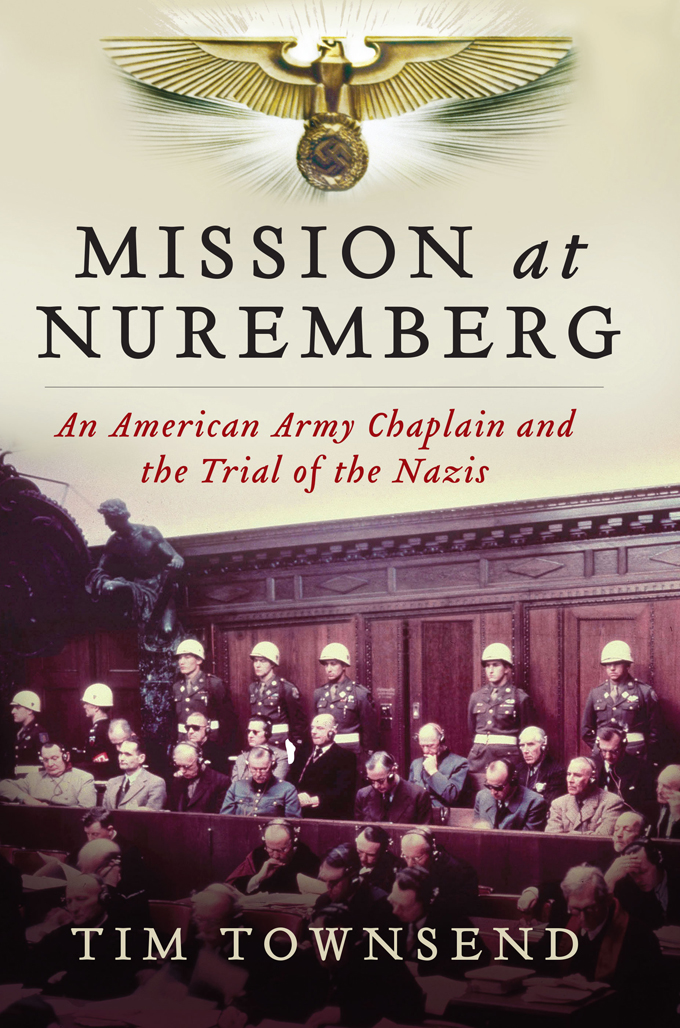 MISSION at
NUREMBERG
An American Army Chaplain and
the Trial of the Nazis
TIM TOWNSEND